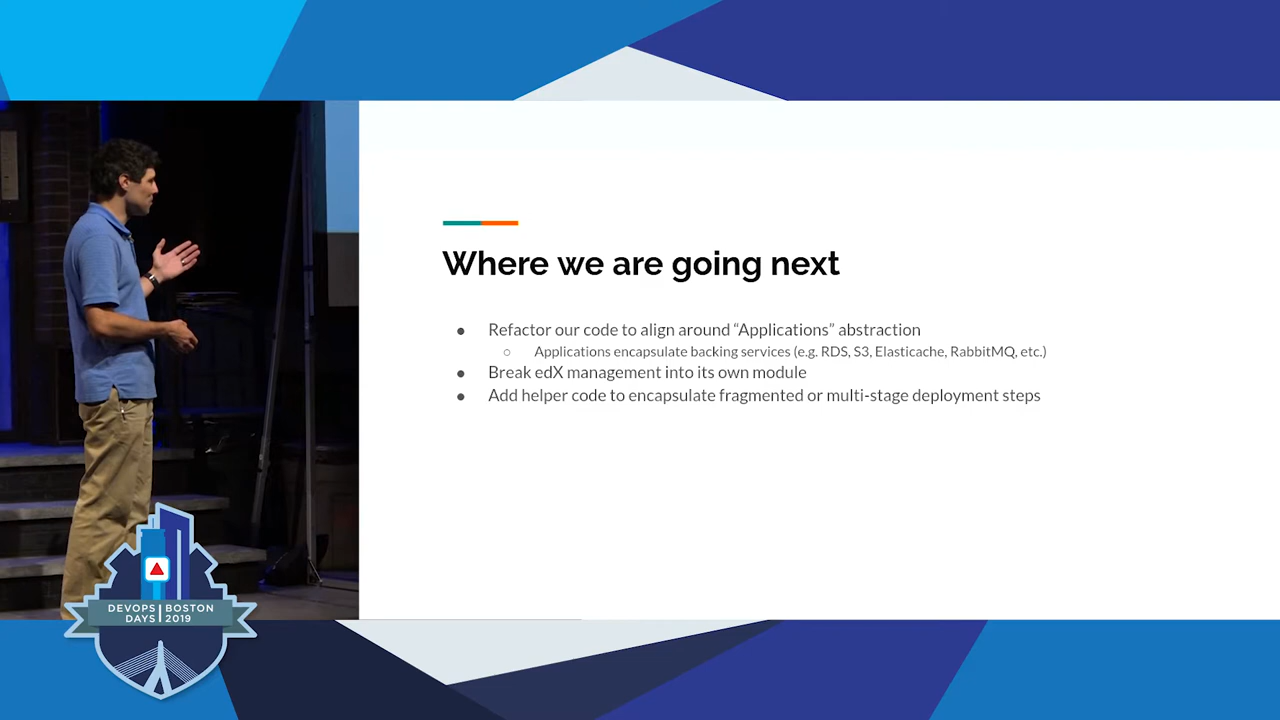 Where we are going next
● Refactor our code to align around “Applications” abstraction
○ Applications encapsulate backing services (e.g. RDS, S3, Elasticache, RabbitMQ, etc.)
● Break edX management into its own module
● Add helper code to encapsulate fragmented or multi-stage deployment steps
DEVOPS BOSTON
DAYS 2019